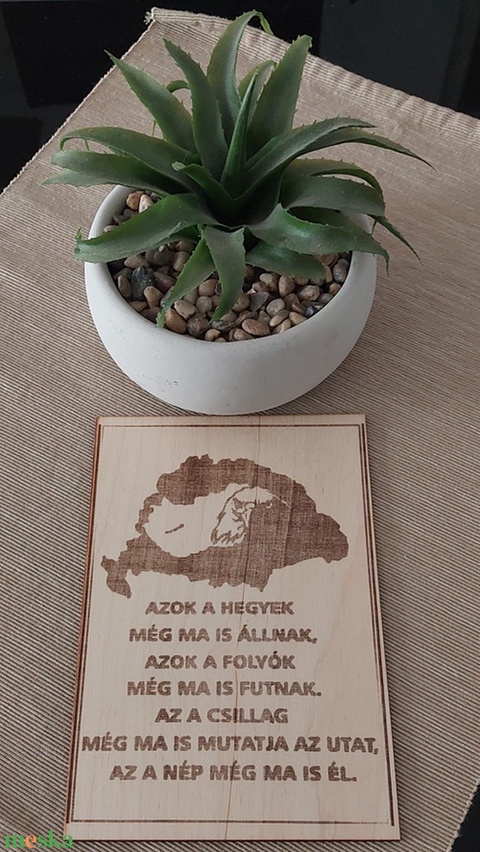 AZOK A HEGYEK
MÉG MA IS ÁLLNAK,
AZOK A FOLYÓK
MÉG MA IS FUTNAK.
AZ A CSILLAG
MÉG MA IS MUTATJA AZ UTAT,
AZ A NÉP MÉG MA IS ÉL.
meska